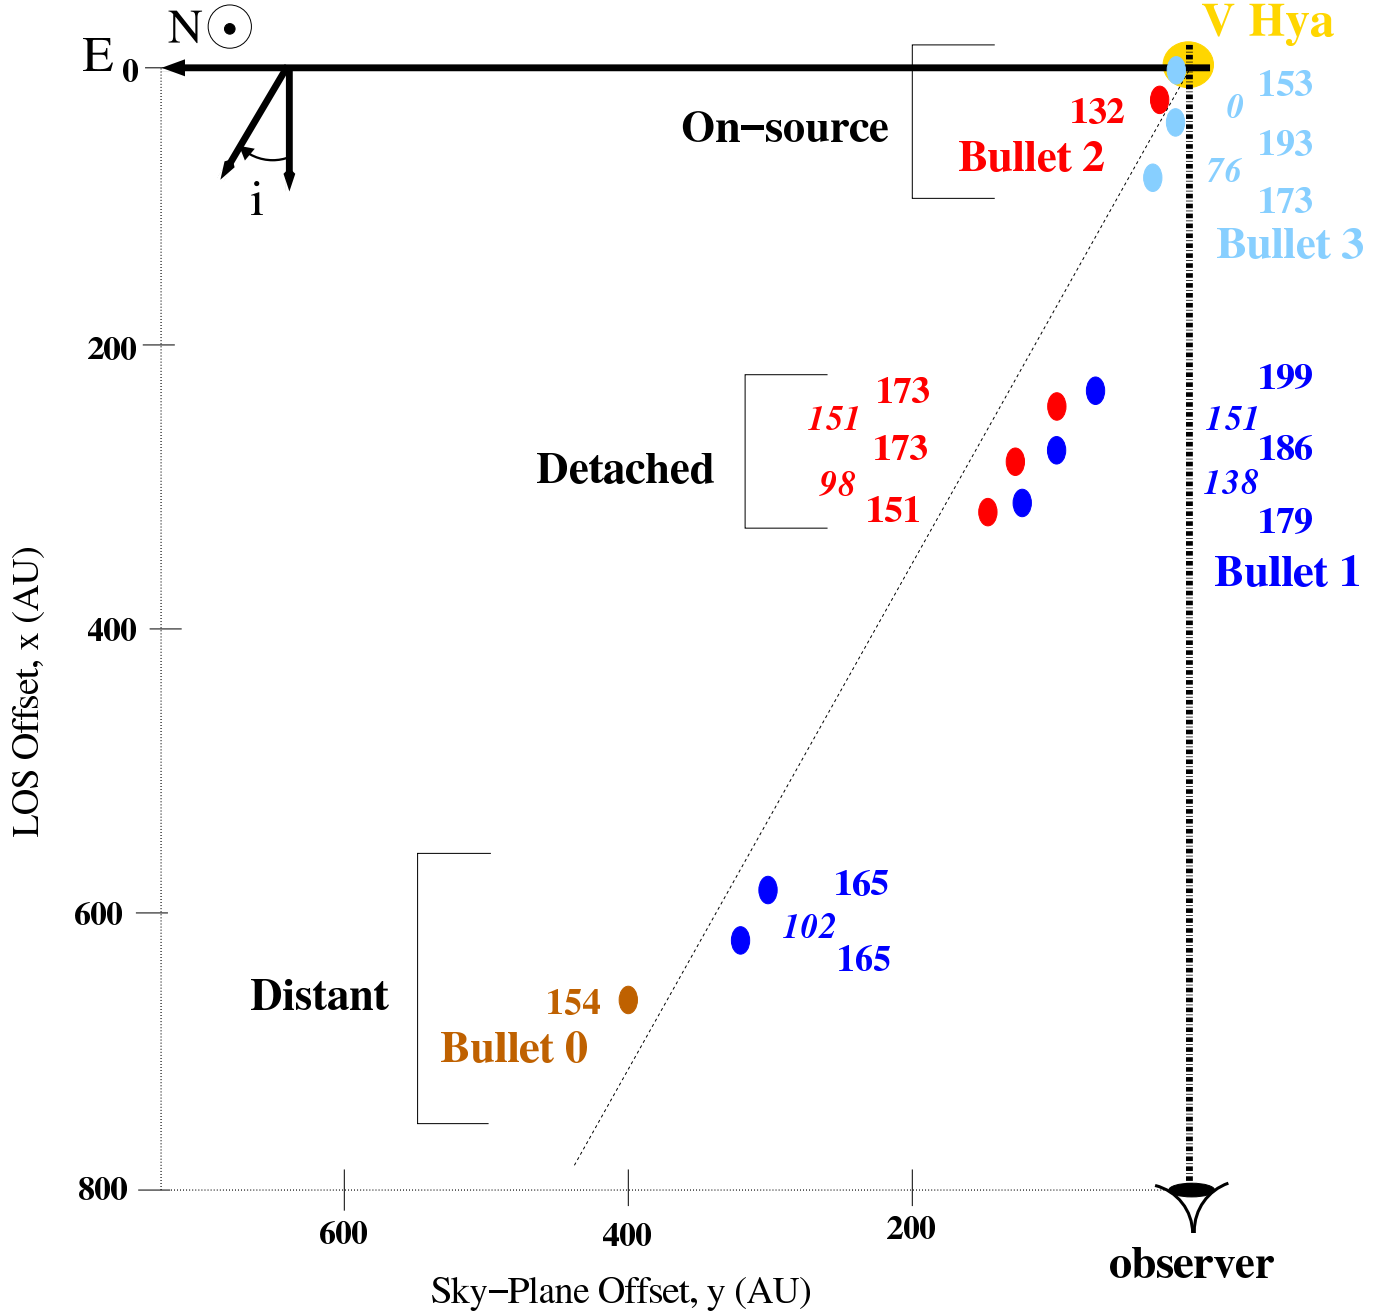 V Hya
N
E
0
153
0
132
On−source
193
Bullet 2
76
173
i
Bullet 3
200
173
199
151
151
173
186
Detached
98
138
151
179
Bullet 1
LOS Offset, x (AU)
400
165
600
102
165
Distant
154
Bullet 0
800
600
400
200
observer
Sky−Plane Offset, y (AU)